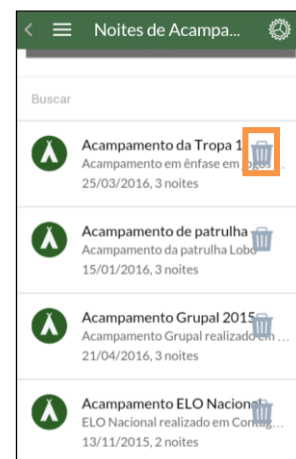 Noites de Acampa...
Buscar
Acampamento da Tropa 1
Acampamento em ênfase em jogos ...
25/03/2016, 3 noites
Acampamento de patrulha
Acampamento da patrulha Lobo
15/01/2016, 3 noites
Acampamento Grupal 2015
Acampamento Grupal realizado em ...
21/04/2016, 3 noites
Acampamento ELO Nacional
ELO Nacional realizado em Contag...
13/11/2015, 2 noites